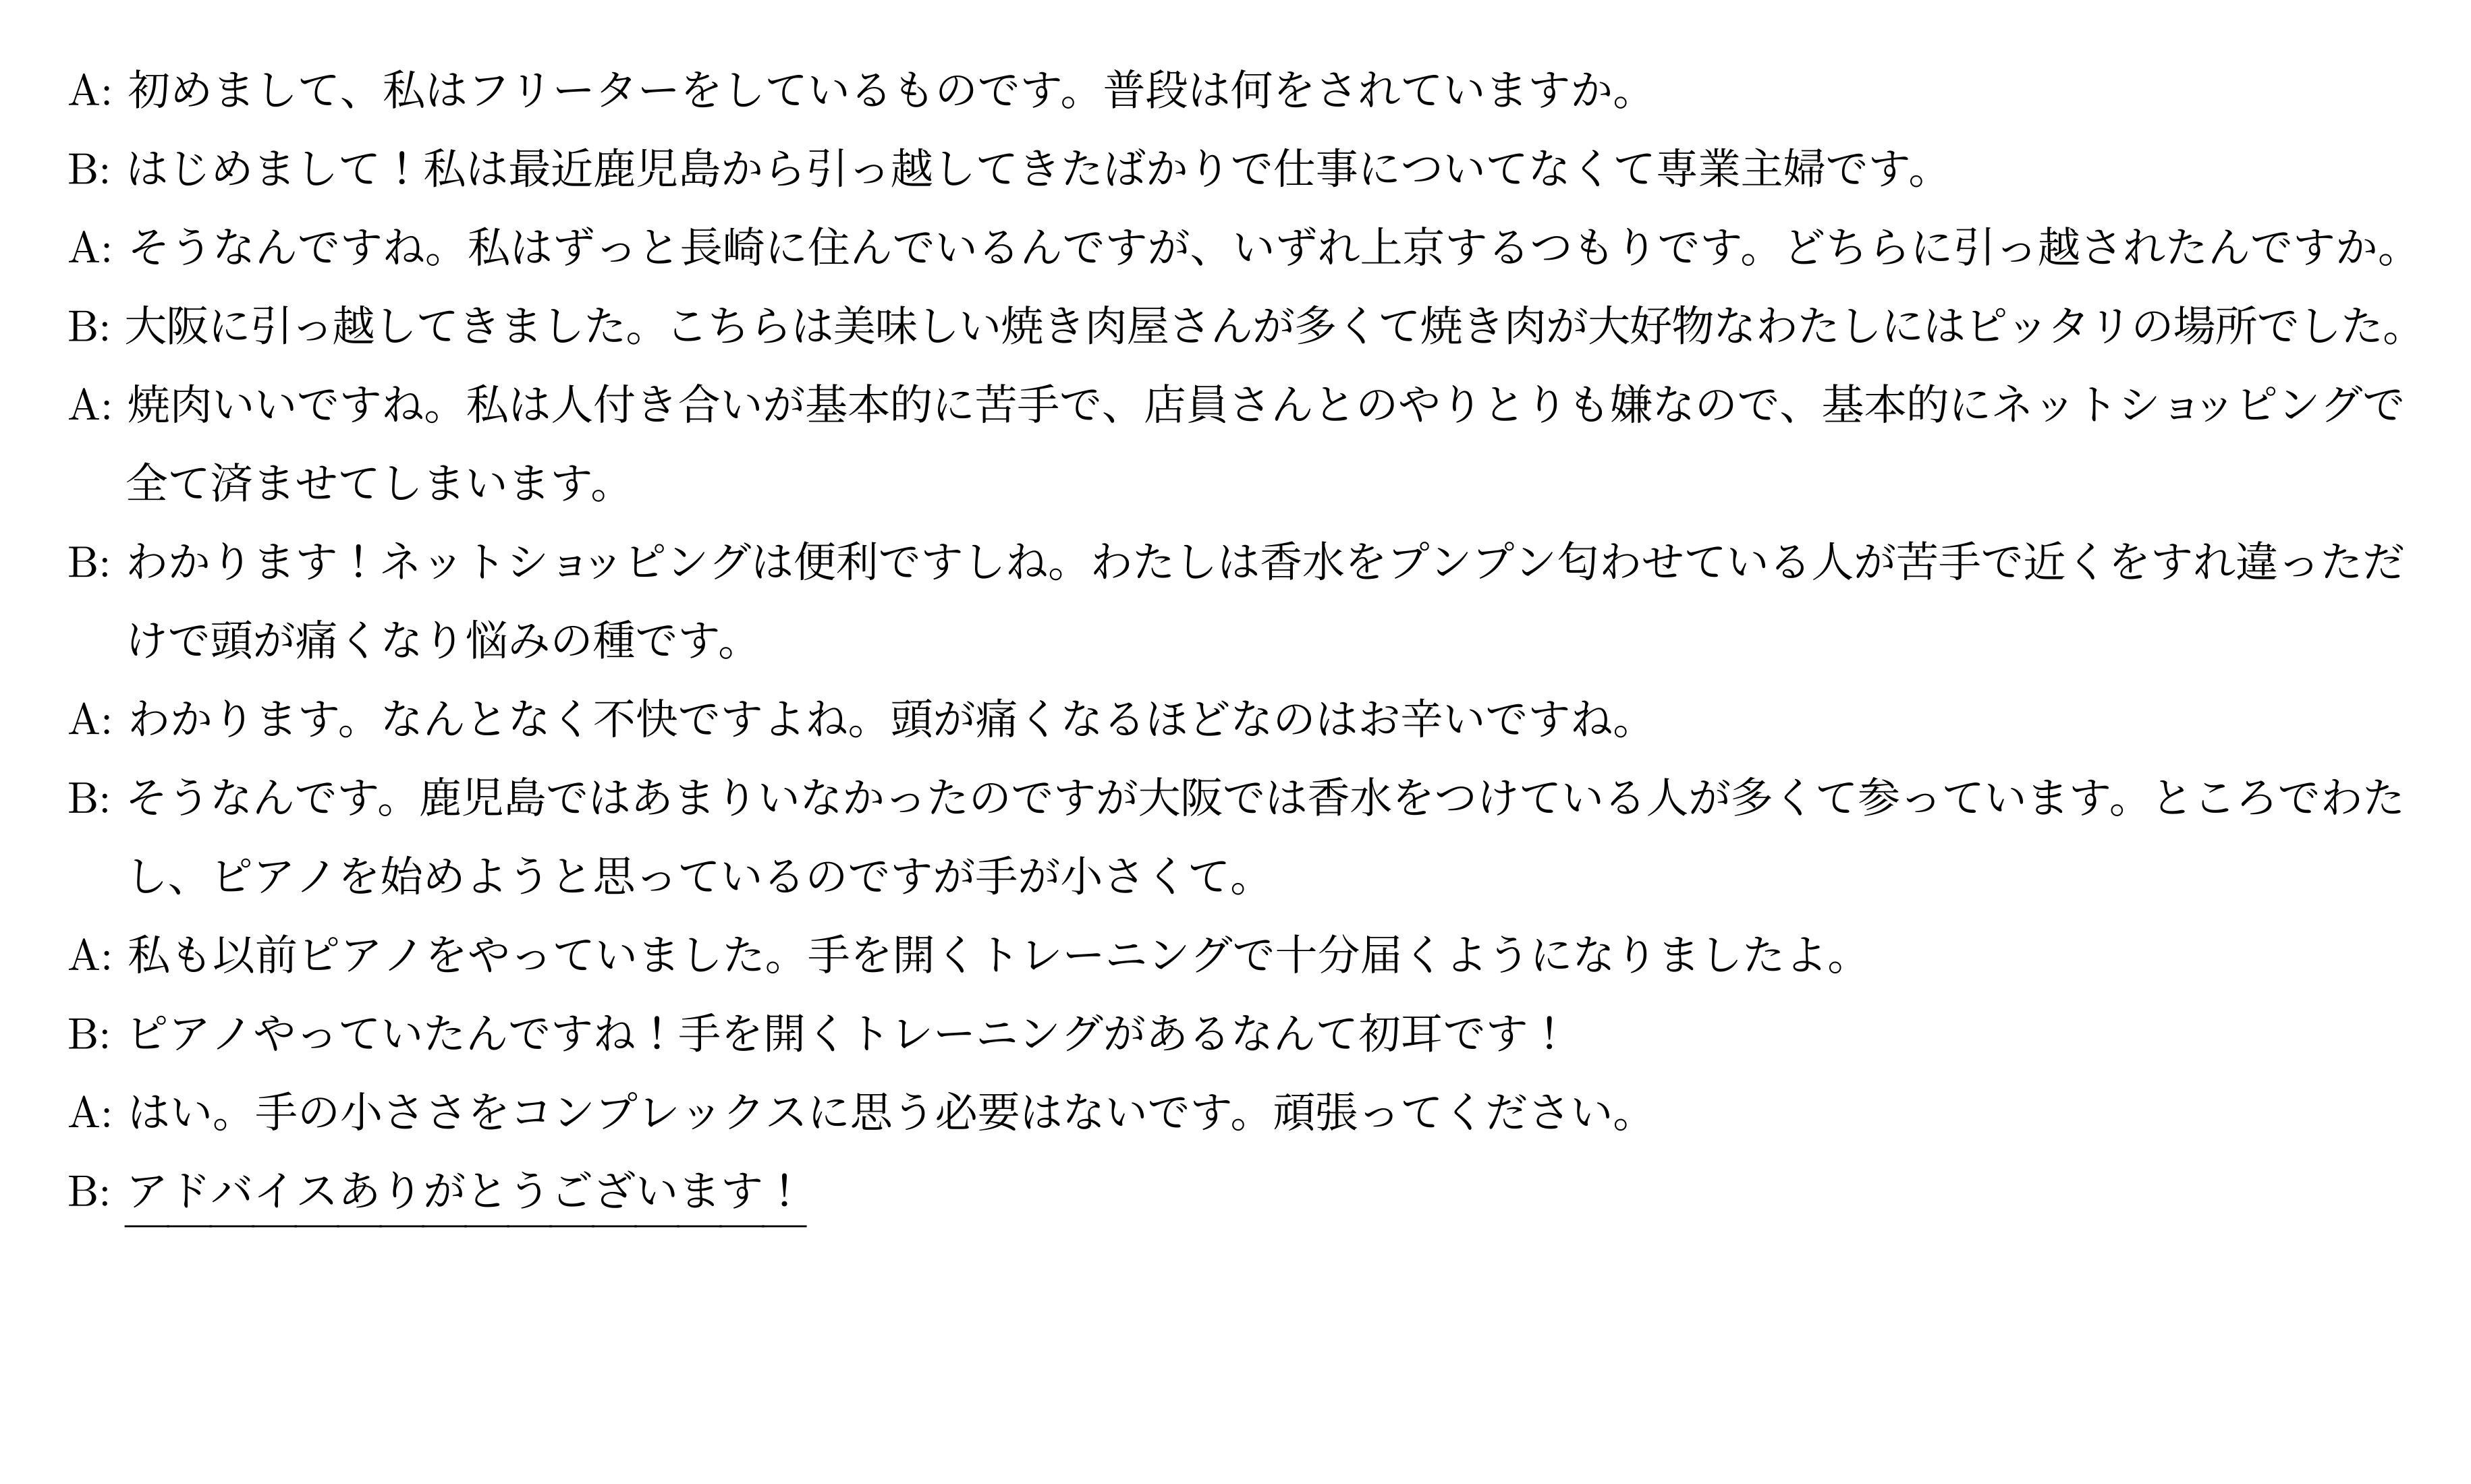 A: 初めまして、私はフリーターをしているものです。普段は何をされていますか。
B: はじめまして！私は最近鹿児島から引っ越してきたばかりで仕事についてなくて専業主婦です。
A: そうなんですね。私はずっと長崎に住んでいるんですが、いずれ上京するつもりです。どちらに引っ越されたんですか。
B: 大阪に引っ越してきました。こちらは美味しい焼き肉屋さんが多くて焼き肉が大好物なわたしにはピッタリの場所でした。
A: 焼肉いいですね。私は人付き合いが基本的に苦手で、店員さんとのやりとりも嫌なので、基本的にネットショッピングで
全て済ませてしまいます。
B: わかります！ネットショッピングは便利ですしね。わたしは香水をプンプン匂わせている人が苦手で近くをすれ違っただ
けで頭が痛くなり悩みの種です。
A: わかります。なんとなく不快ですよね。頭が痛くなるほどなのはお辛いですね。
B: そうなんです。鹿児島ではあまりいなかったのですが大阪では香水をつけている人が多くて参っています。ところでわた
し、ピアノを始めようと思っているのですが手が小さくて。
A: 私も以前ピアノをやっていました。手を開くトレーニングで十分届くようになりましたよ。
B: ピアノやっていたんですね！手を開くトレーニングがあるなんて初耳です！
A: はい。手の小ささをコンプレックスに思う必要はないです。頑張ってください。
B: アドバイスありがとうございます！